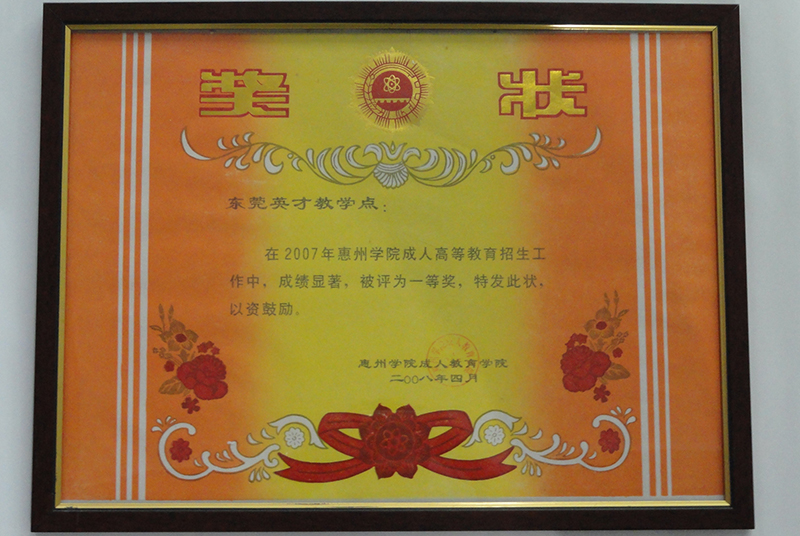 奖状
东莞英才教学点：
在2007年惠州学院成人高等教育招生工
作中，成绩显著，被评为一等奖，特发此状，
以资鼓励。
惠州学院成人教育学院
二〇〇八年四月